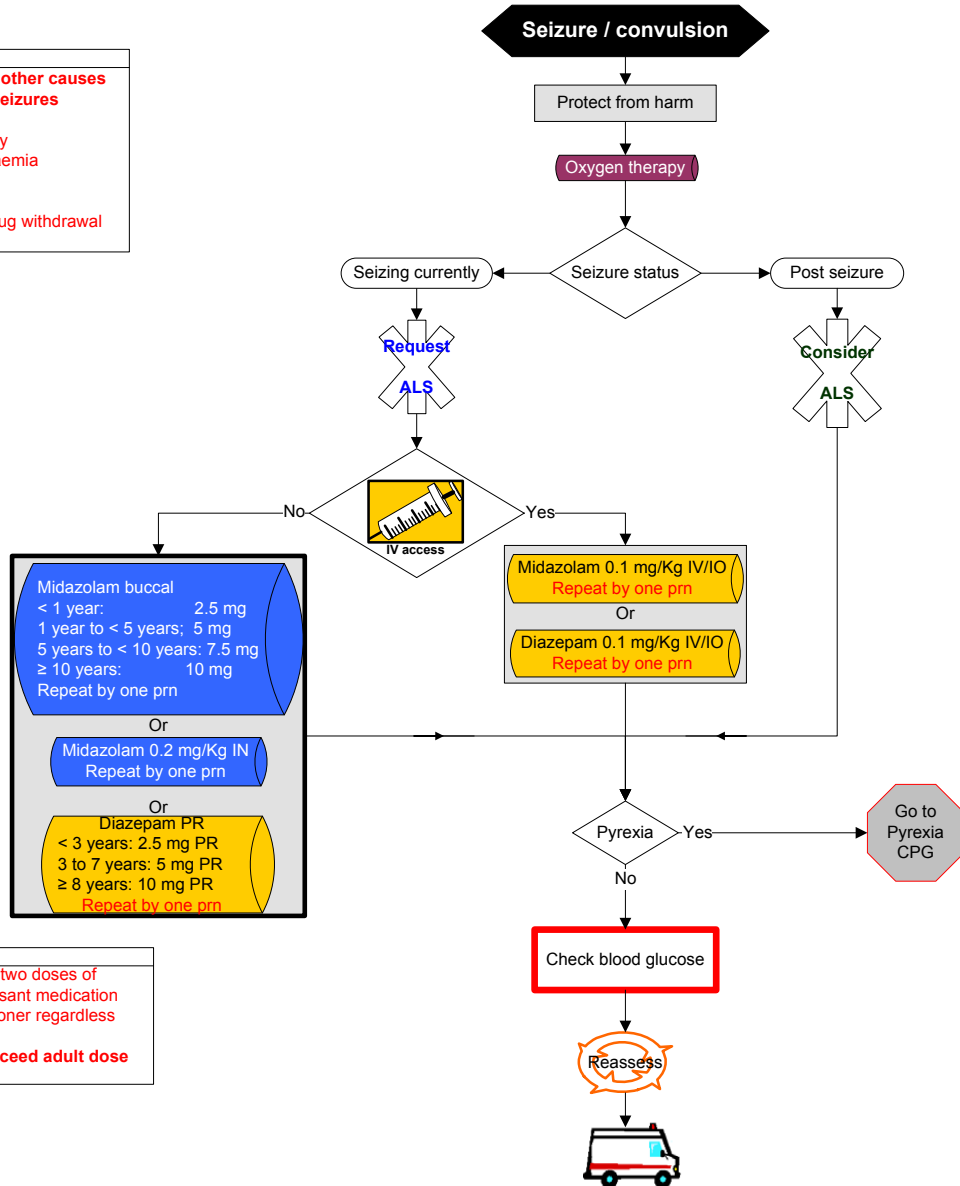 Seizure / convulsion
other causes
seizures
Protect from harm
Oxygen therapy
ug withdrawal
Seizing currently
Seizure status
Post seizure
Request
ALS
Consider
ALS
No
Yes
IV access
Midazolam buccal
< 1 year: 2.5 mg
1 year to < 5 years; 5 mg
5 years to < 10 years: 7.5 mg
≥ 10 years: 10 mg
Repeat by one prn
Or
Midazolam 0.2 mg/Kg IN
Repeat by one prn
Or
Diazepam PR
< 3 years: 2.5 mg PR
3 to 7 years: 5 mg PR
≥ 8 years: 10 mg PR
Repeat by one prn
Midazolam 0.1 mg/Kg IV/IO
Repeat by one prn
Or
Diazepam 0.1 mg/Kg IV/IO
Repeat by one prn
Pyrexia
Yes
Go to
Pyrexia
CPG
No
Check blood glucose
two doses of
sant medication
oner regardless
ceed adult dose
Reassess